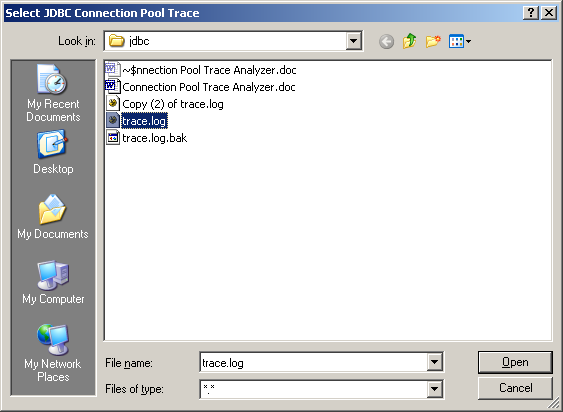 Select JDBC Connection Pool Trace
Look in: jdbc
~$nnection Pool Trace Analyzer.doc
Connection Pool Trace Analyzer.doc
Copy (2) of trace.log
trace.log
trace.log.bak
My Recent
Documents
Desktop
My Documents
My Computer
My Network
Places
File name: trace.log
Open
Files of type: *.*
Cancel